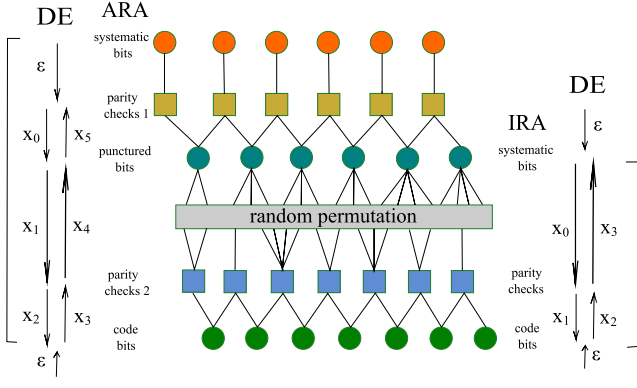 DE
ARA
systematic
bits
ε
parity
checks 1
DE
x₀
x₅
IRA
ε
punctured
bits
systematic
bits
random permutation
x₁
x₄
x₀
x₃
parity
checks 2
parity
checks
x₂
x₃
x₁
x₂
code
bits
code
bits
ε
ε